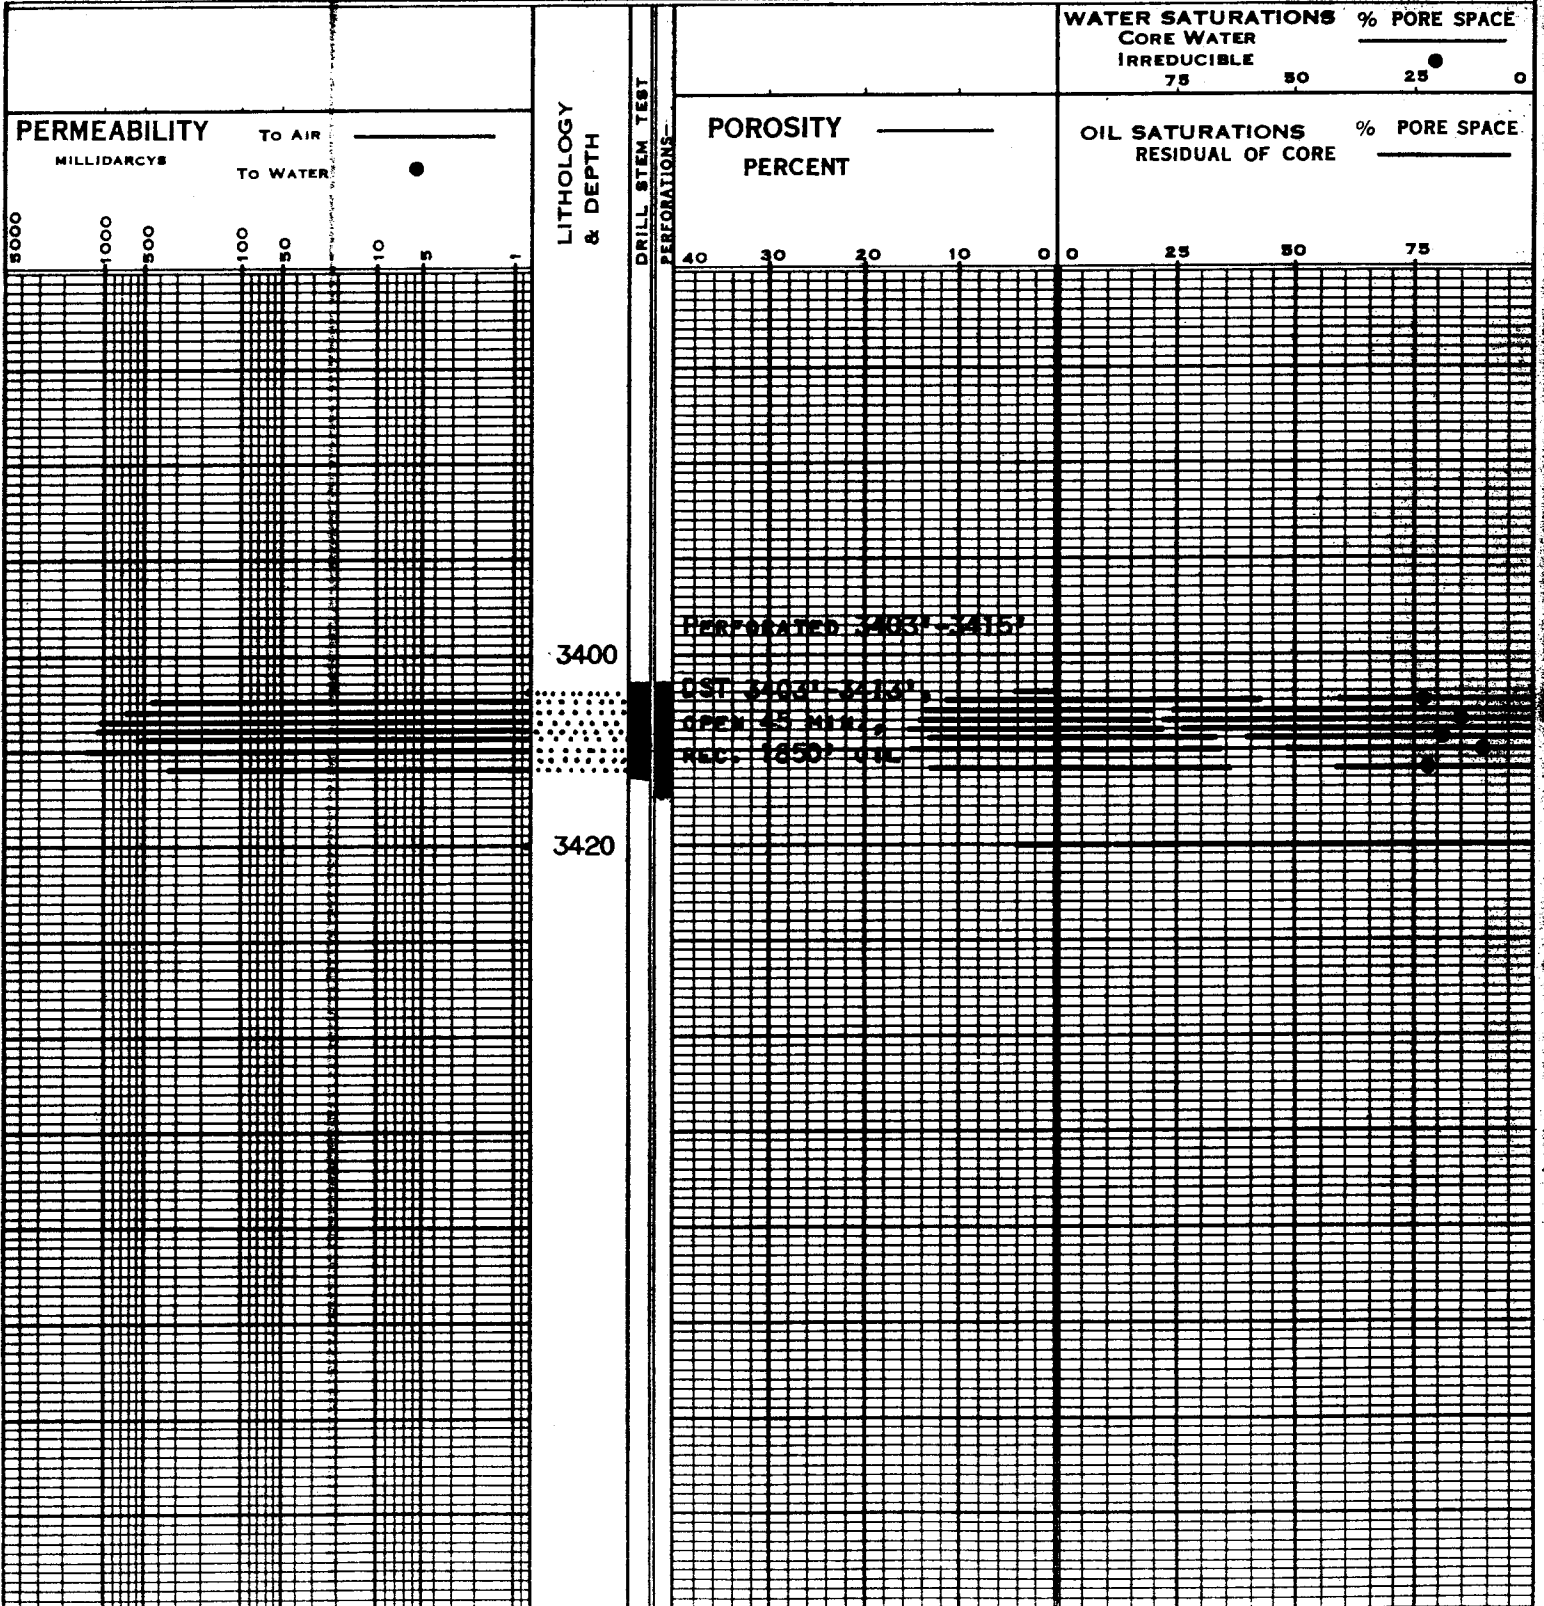 WATER SATURATIONS % PORE SPACE
CORE WATER
IRREDUCIBLE
75 50 25 0
PERMEABILITY TO AIR
MILLIDARCYS
TO WATER
LITHOLOGY
& DEPTH
DRILL STEM TEST
PERFORATIONS
POROSITY
PERCENT
OIL SATURATIONS % PORE SPACE
RESIDUAL OF CORE
5000 1000 500 100 50 10 5 1
40 30 20 10 0 0 25 50 75
PERFORATED 3403'-3415'
3400
DST 3403'-3413',
OPEN 45 MIN.,
REC. 1850' OIL
3420